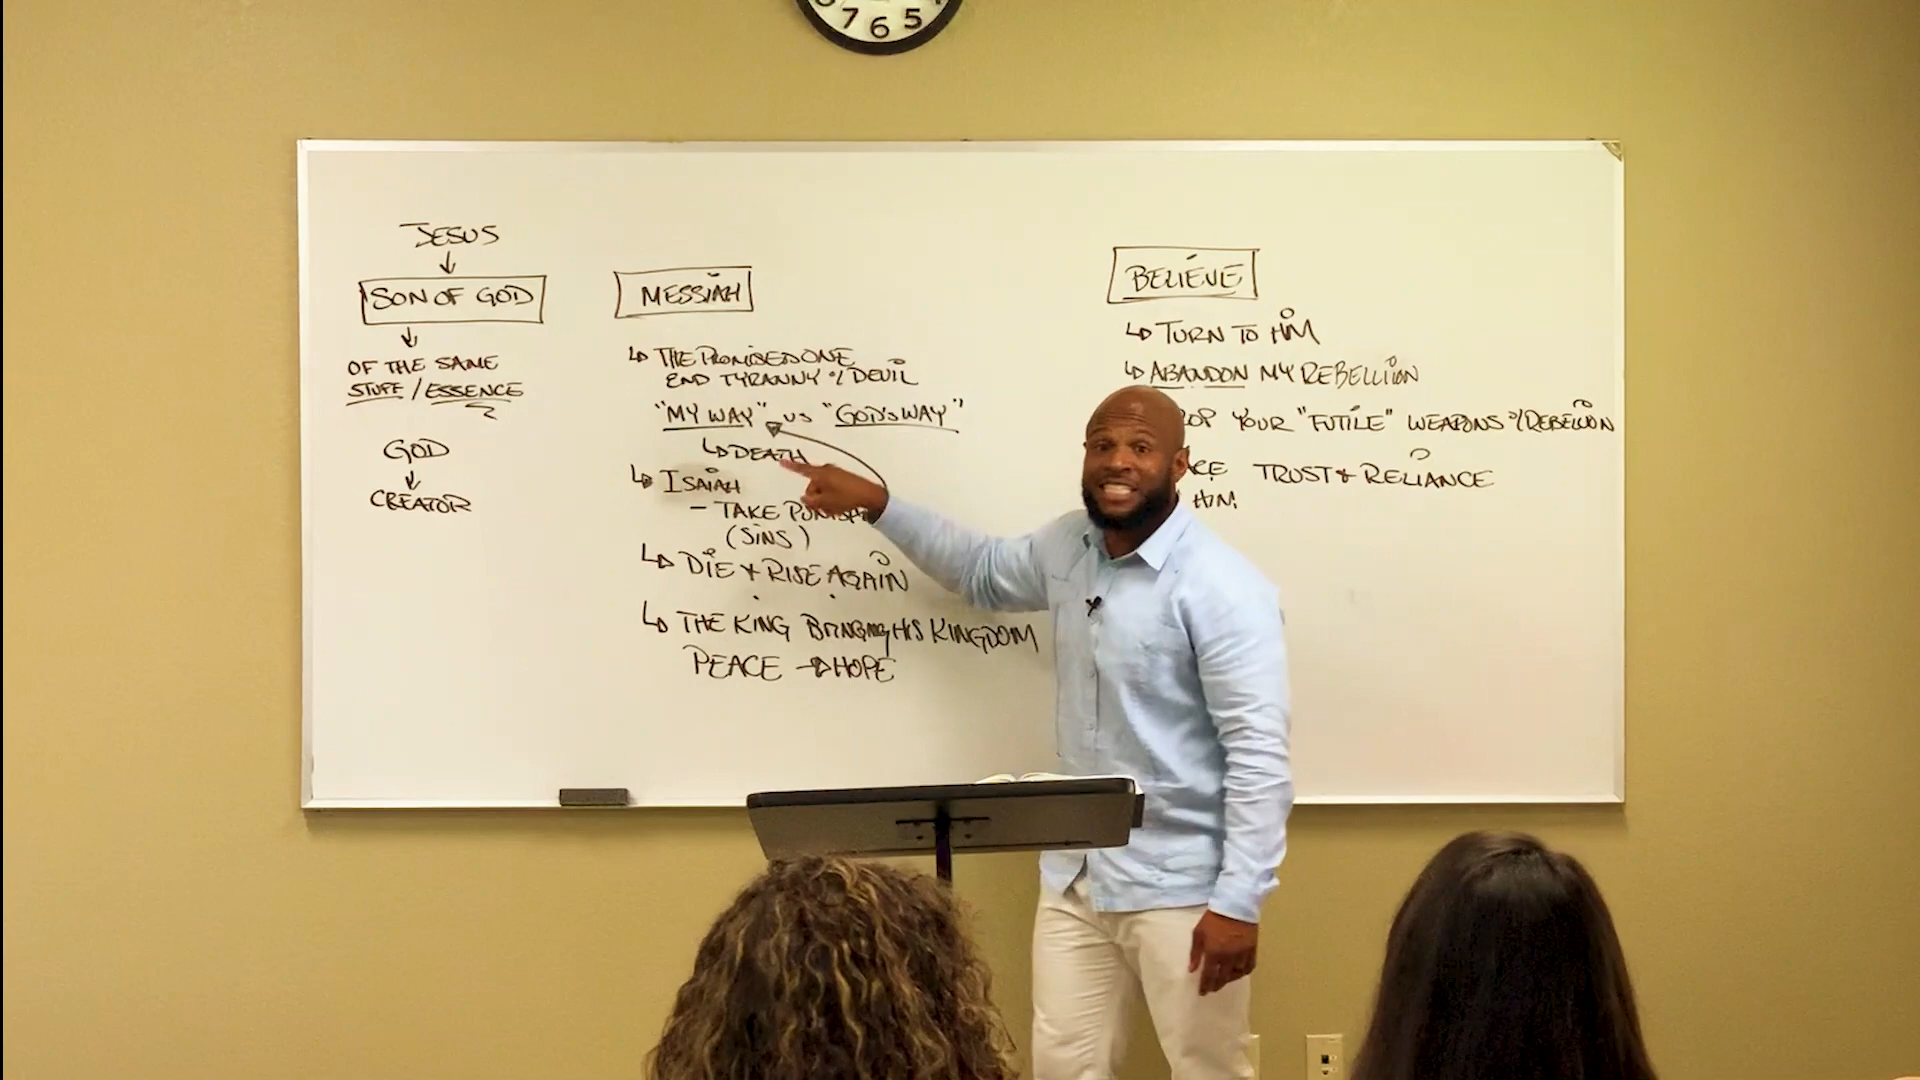 7 6 5
JESUS
SON OF GOD
OF THE SAME
STUFF / ESSENCE
GOD
CREATOR
MESSIAH
THE PROMISED ONE
END TYRANNY o/ DEVIL
"MY WAY" VS "GOD'S WAY"
DEATH
ISAIAH
- TAKE
(SINS)
DIE & RISE AGAIN
THE KING BRINGING HIS KINGDOM
PEACE → HOPE
BELIEVE
TURN TO HIM
ABANDON MY REBELLION
YOUR "FUTILE" WEAPONS o/ REBELLION
TRUST & RELIANCE
HIM